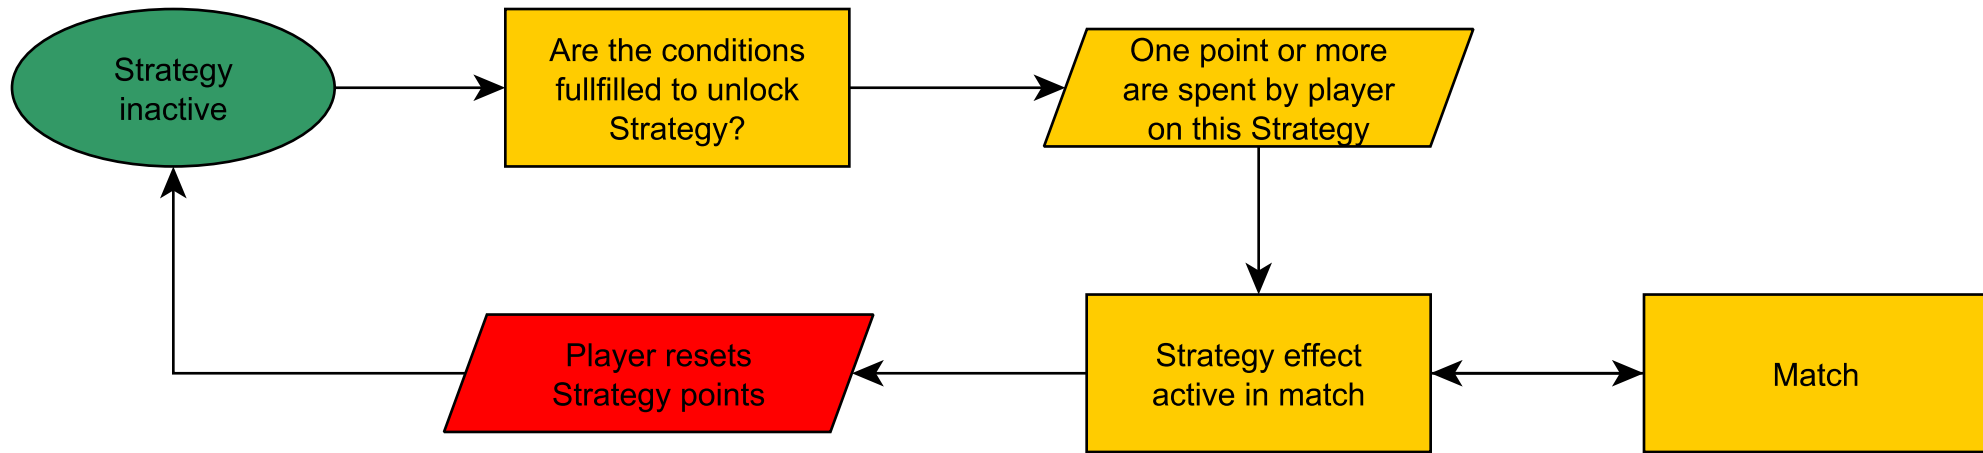 Strategy
inactive
Are the conditions
fullfilled to unlock
Strategy?
One point or more
are spent by player
on this Strategy
Player resets
Strategy points
Strategy effect
active in match
Match